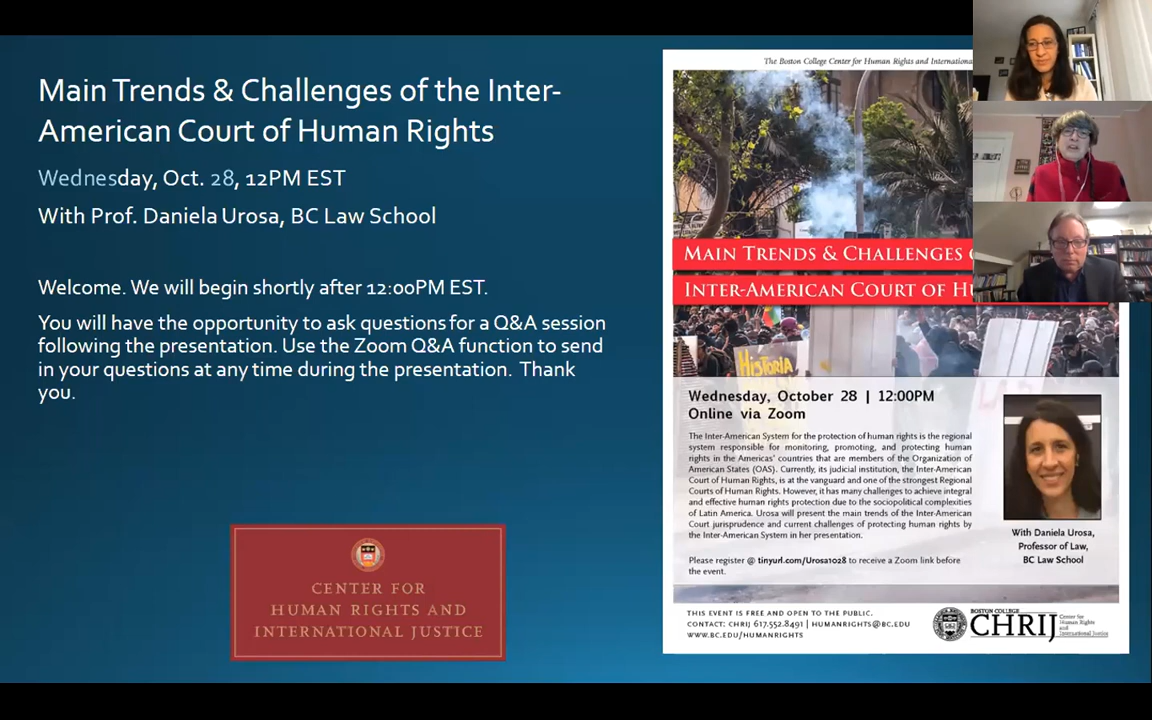 Main Trends & Challenges of the Inter-
American Court of Human Rights
Wednesday, Oct. 28, 12PM EST
With Prof. Daniela Urosa, BC Law School
Welcome. We will begin shortly after 12:00PM EST.
You will have the opportunity to ask questions for a Q&A session
following the presentation. Use the Zoom Q&A function to send
in your questions at any time during the presentation. Thank
you.
CENTER FOR
HUMAN RIGHTS AND
INTERNATIONAL JUSTICE
The Boston College Center for Human Rights and Internationa
MAIN TRENDS & CHALLENGES
INTER-AMERICAN COURT OF HU
HISTORIA
Wednesday, October 28 | 12:00PM
Online via Zoom
The Inter-American System for the protection of human rights is the regional
system responsible for monitoring, promoting, and protecting human
rights in the Americas' countries that are members of the Organization of
American States (OAS). Currently, its judicial institution, the Inter-American
Court of Human Rights, is at the vanguard and one of the strongest Regional
Courts of Human Rights. However, it has many challenges to achieve integral
and effective human rights protection due to the sociopolitical complexities
of Latin America. Urosa will present the main trends of the Inter-American
Court jurisprudence and current challenges of protecting human rights by
the Inter-American System in her presentation.
Please register @ tinyurl.com/Urosa1028 to receive a Zoom link before
the event.
With Daniela Urosa,
Professor of Law,
BC Law School
THIS EVENT IS FREE AND OPEN TO THE PUBLIC.
CONTACT: CHRIJ 617.552.8491 | HUMANRIGHTS@BC.EDU
WWW.BC.EDU/HUMANRIGHTS
BOSTON COLLEGE
CHRIJ
Center for
Human Rights
and
International Justice